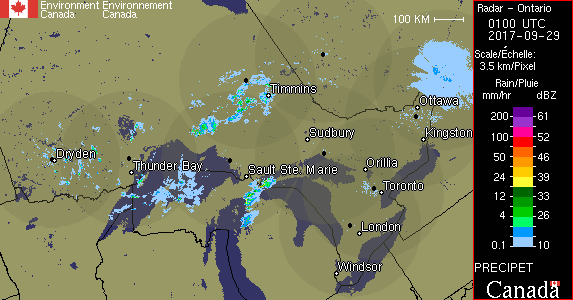 Environment Environnement
Canada Canada
100 KM
Timmins
Ottawa
Sudbury
Kingston
Dryden
Thunder Bay
Sault Ste. Marie
Orillia
Toronto
London
Windsor
Radar - Ontario
0100 UTC
2017-09-29
Scale/Échelle:
3.5 km/Pixel
Rain/Pluie
mm/hr dBZ
200 61
100 52
50 46
24 39
12 33
4 26
0.1 10
PRECIPET
Canada